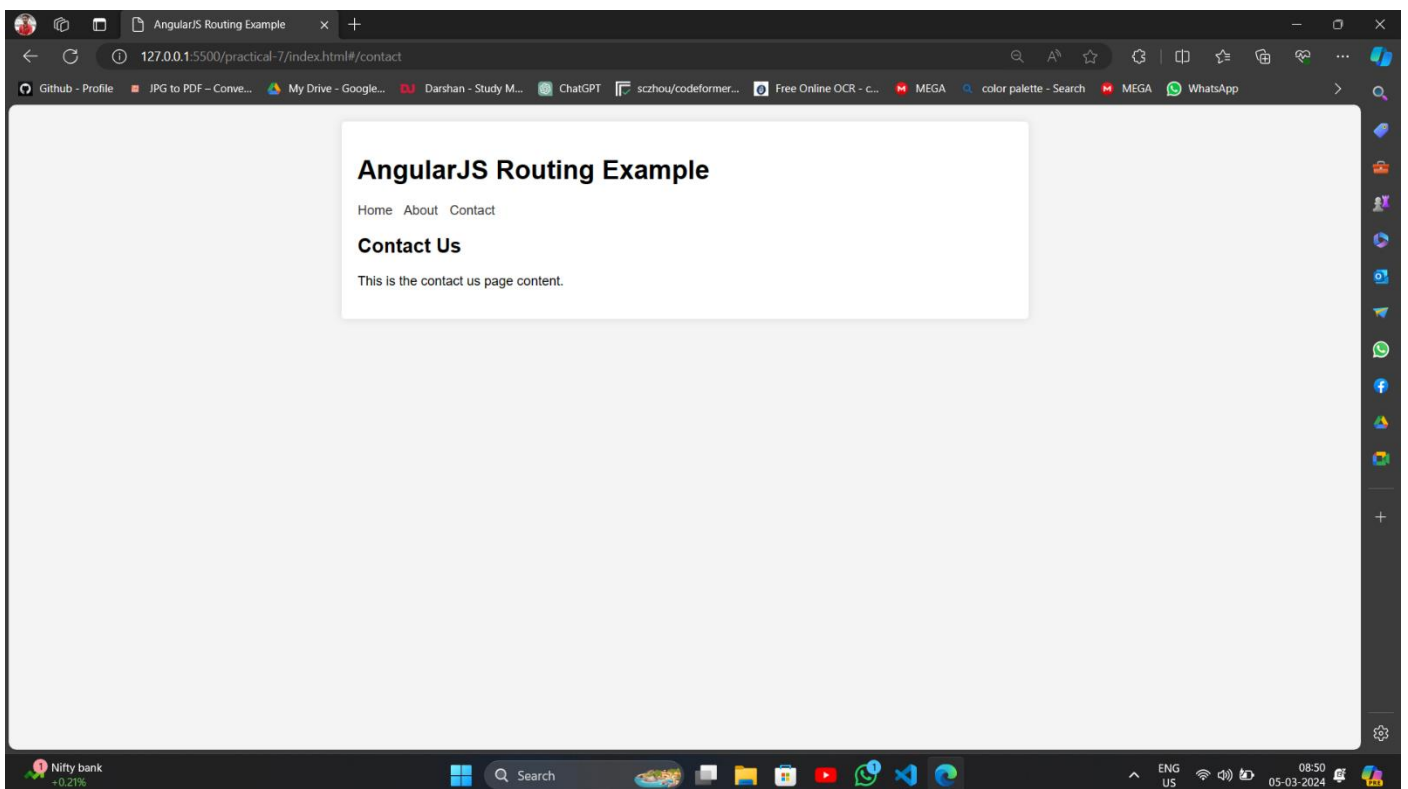 AngularJS Routing Example
127.0.0.1:5500/practical-7/index.html#/contact
Github - Profile JPG to PDF – Conve... My Drive - Google... Darshan - Study M... ChatGPT sczhou/codeformer... Free Online OCR - c... MEGA color palette - Search MEGA WhatsApp
AngularJS Routing Example
Home About Contact
Contact Us
This is the contact us page content.
Nifty bank
+0.21%
Search
ENG
US
08:50
05-03-2024